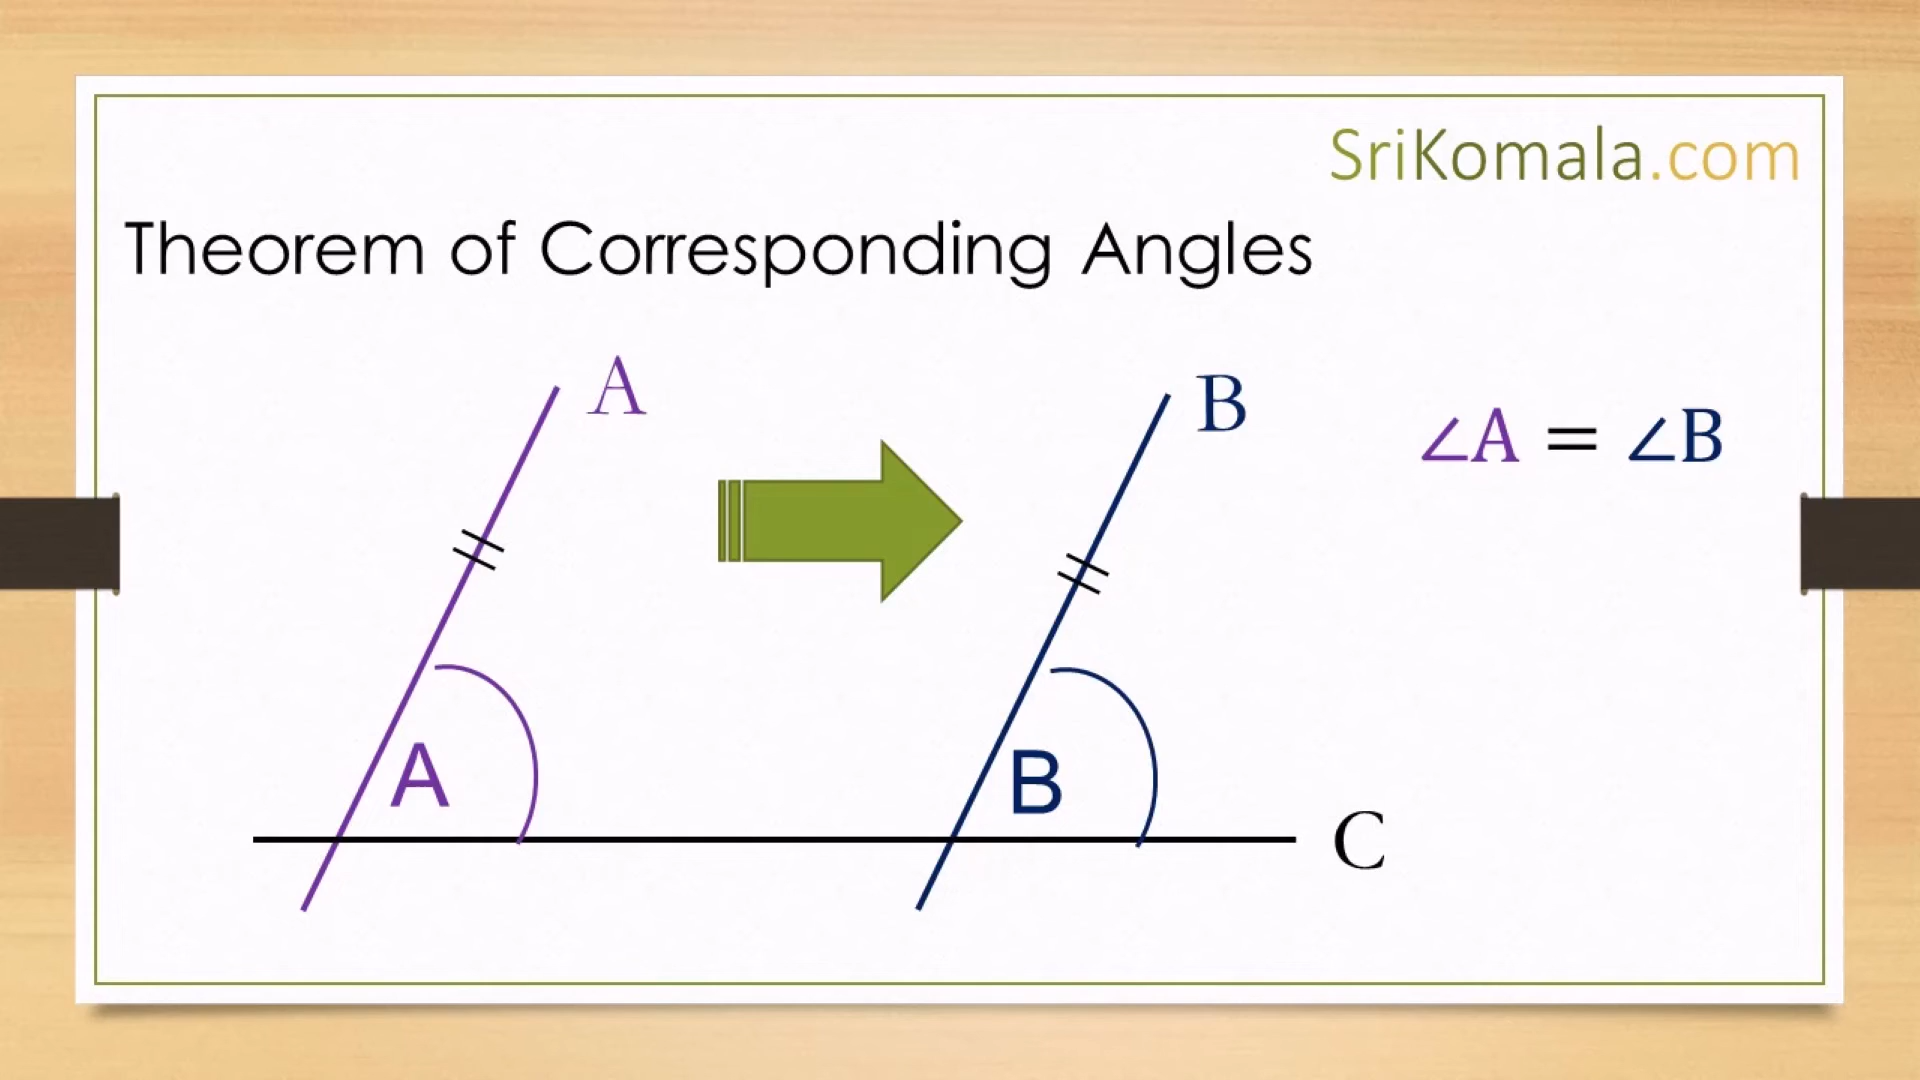 SriKomala.com
Theorem of Corresponding Angles
A
B
∠A = ∠B
A
B
C